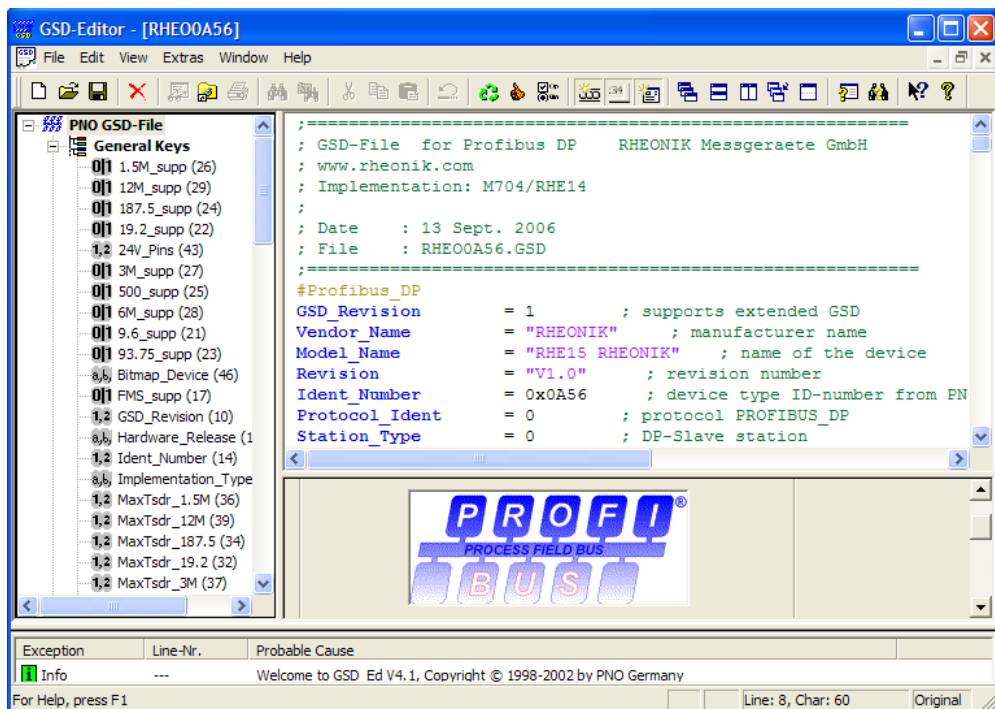 GSD-Editor - [RHEO0A56]
File Edit View Extras Window Help
PNO GSD-File
General Keys
1.5M_supp (26)
12M_supp (29)
187.5_supp (24)
19.2_supp (22)
24V_Pins (43)
3M_supp (27)
500_supp (25)
6M_supp (28)
9.6_supp (21)
93.75_supp (23)
Bitmap_Device (46)
FMS_supp (17)
GSD_Revision (10)
Hardware_Release (1
Ident_Number (14)
Implementation_Type
MaxTsdr_1.5M (36)
MaxTsdr_12M (39)
MaxTsdr_187.5 (34)
MaxTsdr_19.2 (32)
MaxTsdr_3M (37)
;==========================================================
; GSD-File  for Profibus DP    RHEONIK Messgeraete GmbH
; www.rheonik.com
; Implementation: M704/RHE14
;
; Date    : 13 Sept. 2006
; File    : RHEO0A56.GSD
;===========================================================
#Profibus_DP
GSD_Revision        = 1         ; supports extended GSD
Vendor_Name         = "RHEONIK"     ; manufacturer name
Model_Name          = "RHE15 RHEONIK"    ; name of the device
Revision            = "V1.0"      ; revision number
Ident_Number        = 0x0A56      ; device type ID-number from PN
Protocol_Ident      = 0         ; protocol PROFIBUS_DP
Station_Type        = 0         ; DP-Slave station
PROFI®
PROCESS FIELD BUS
BUS
Exception Line-Nr. Probable Cause
Info --- Welcome to GSD_Ed V4.1, Copyright © 1998-2002 by PNO Germany
For Help, press F1 Line: 8, Char: 60 Original